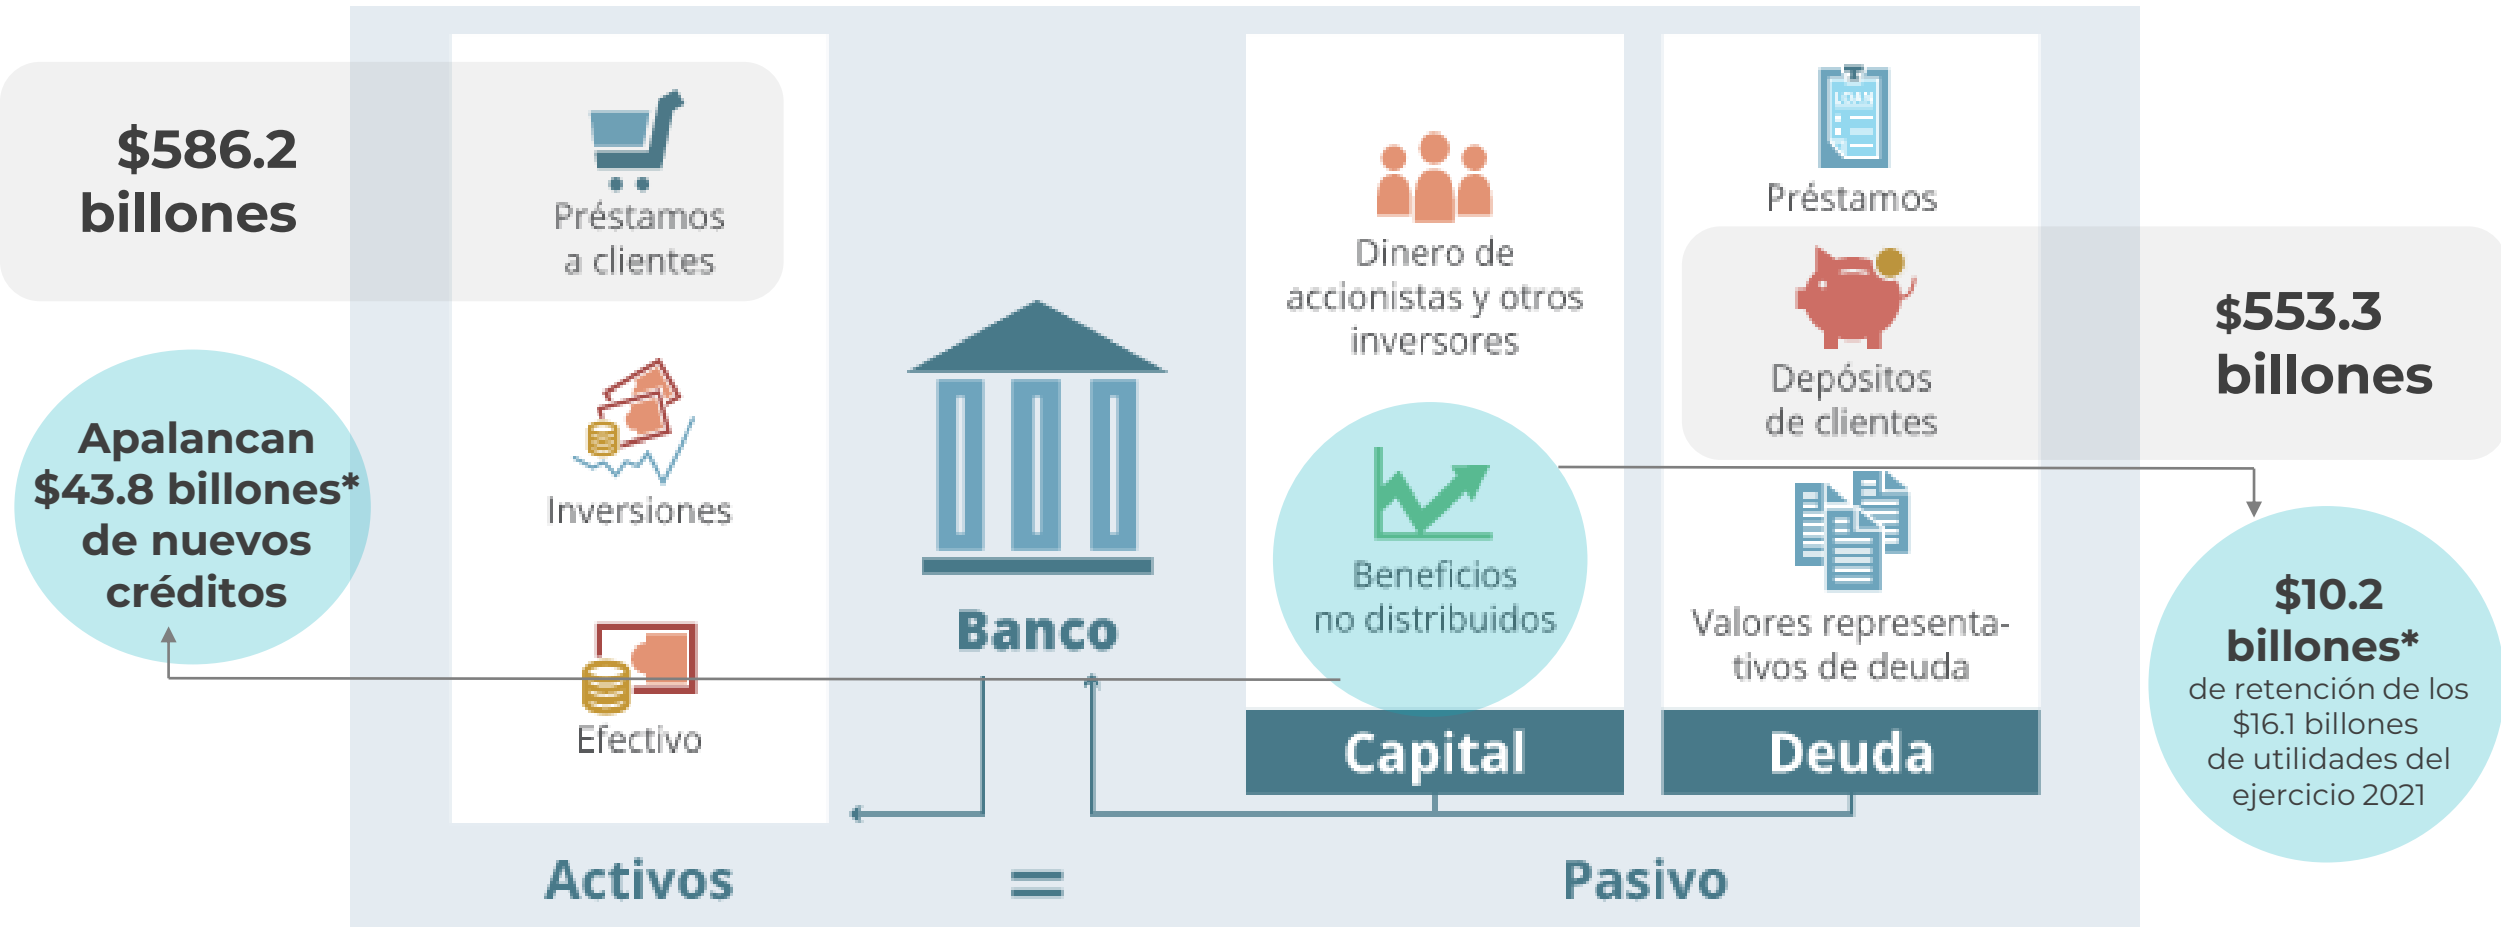 $586.2
billones
Préstamos
a clientes
Apalancan
$43.8 billones*
de nuevos
créditos
Inversiones
Efectivo
Banco
Dinero de
accionistas y otros
inversores
Beneficios
no distribuidos
Capital
LOAN
Préstamos
Depósitos
de clientes
Valores representa-
tivos de deuda
Deuda
$553.3
billones
$10.2
billones*
de retención de los
$16.1 billones
de utilidades del
ejercicio 2021
Activos
=
Pasivo